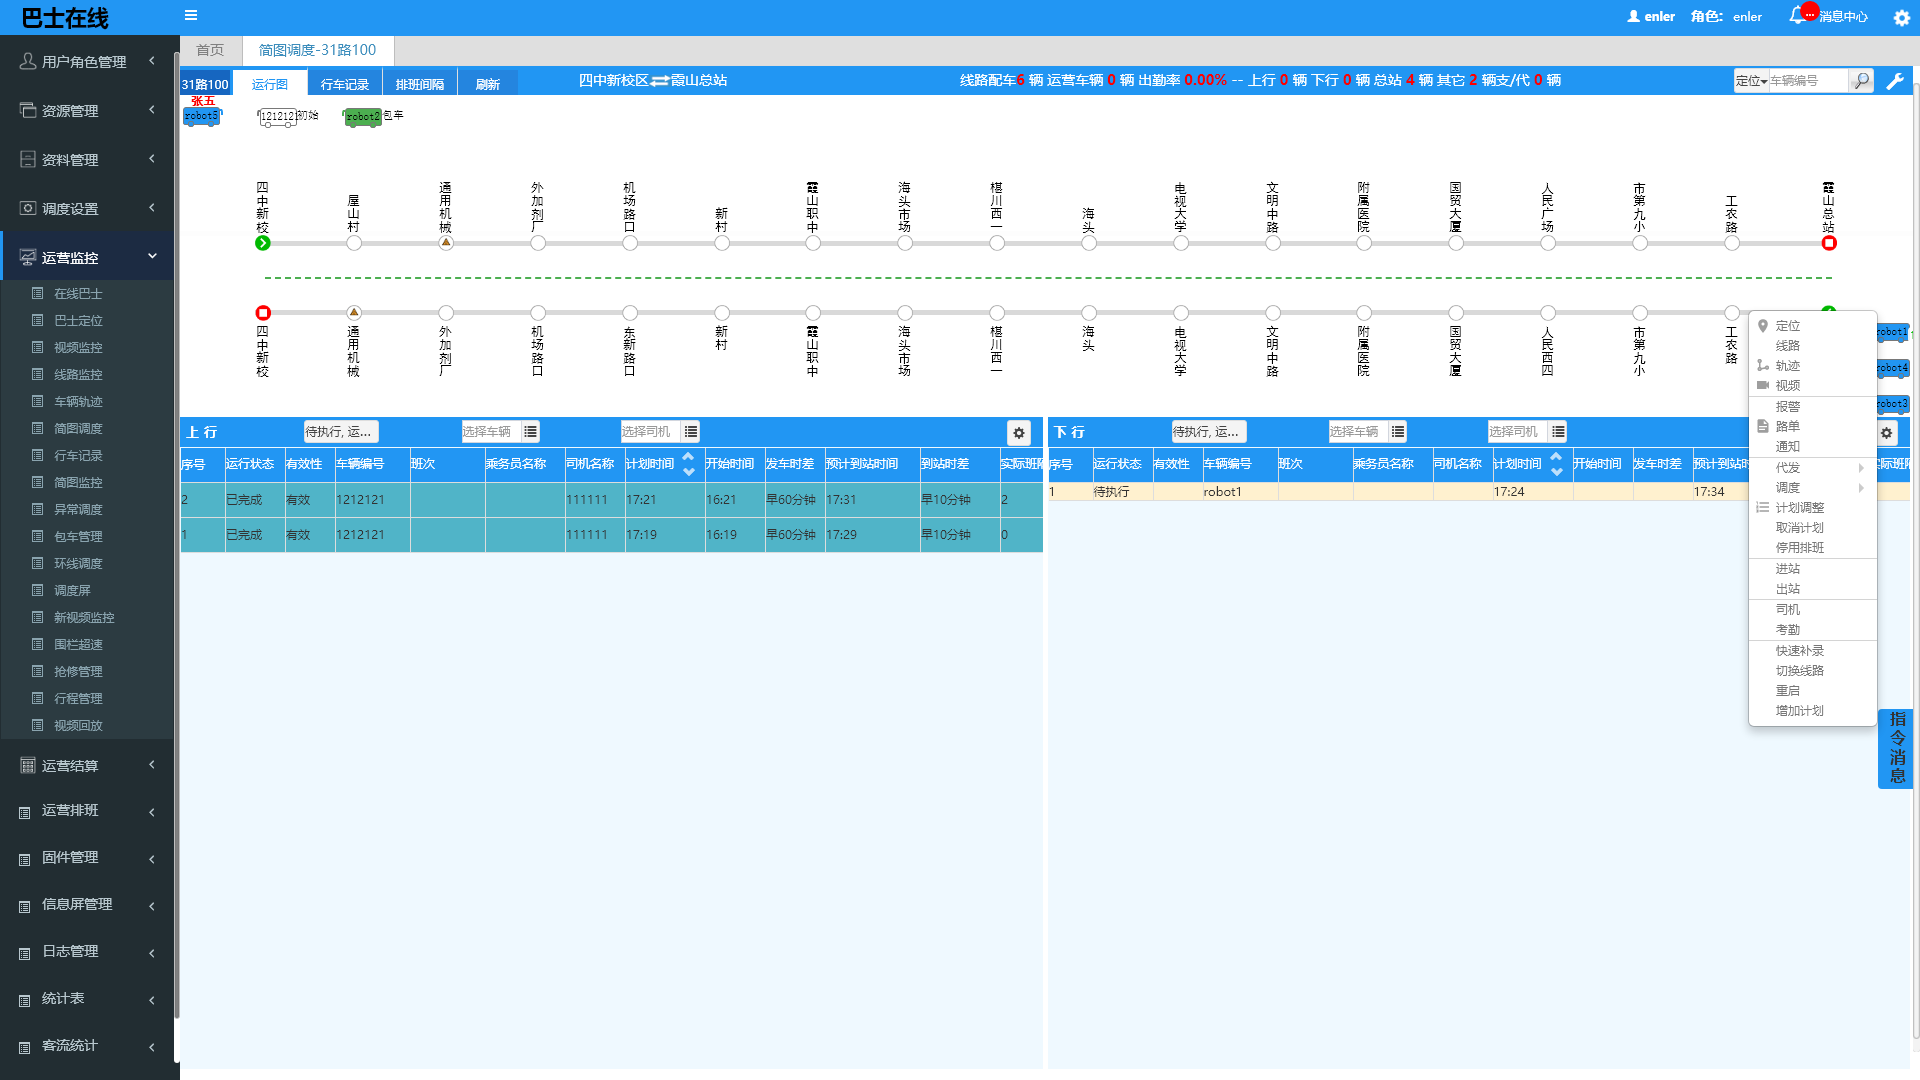 巴士在线
enler 角色: enler ... 消息中心
用户角色管理
资源管理
资料管理
调度设置
运营监控
在线巴士
巴士定位
视频监控
线路监控
车辆轨迹
简图调度
行车记录
简图监控
异常调度
包车管理
环线调度
调度屏
新视频监控
围栏超速
抢修管理
行程管理
视频回放
运营结算
运营排班
固件管理
信息屏管理
日志管理
统计表
客流统计
首页 简图调度-31路100
31路100 运行图 行车记录 排班间隔 刷新 四中新校区⇄霞山总站 线路配车6 辆 运营车辆 0 辆 出勤率 0.00% -- 上行 0 辆 下行 0 辆 总站 4 辆 其它 2 辆支/代 0 辆 定位 车辆编号
张五
robot5 1212121 初始 robot2 包车
四中新校
屋山村
通用机械
外加剂厂
机场路口
新村
霞山职中
海头市场
椹川西一
海头
电视大学
文明中路
附属医院
国贸大厦
人民广场
市第九小
工农路
霞山总站
四中新校
通用机械
外加剂厂
机场路口
东新路口
新村
霞山职中
海头市场
椹川西一
海头
电视大学
文明中路
附属医院
国贸大厦
人民西四
市第九小
工农路
robot1
robot4
robot3
上 行 待执行, 运... 选择车辆 选择司机
序号 运行状态 有效性 车辆编号 班次 乘务员名称 司机名称 计划时间 开始时间 发车时差 预计到站时间 到站时差 实际班
2 已完成 有效 1212121 111111 17:21 16:21 早60分钟 17:31 早10分钟 2
1 已完成 有效 1212121 111111 17:19 16:19 早60分钟 17:29 早10分钟 0
下 行 待执行, 运... 选择车辆 选择司机
序号 运行状态 有效性 车辆编号 班次 乘务员名称 司机名称 计划时间 开始时间 发车时差 预计到站时 实际班
1 待执行 robot1 17:24 17:34
定位
线路
轨迹
视频
报警
路单
通知
代发
调度
计划调整
取消计划
停用排班
进站
出站
司机
考勤
快速补录
切换线路
重启
增加计划
指令消息